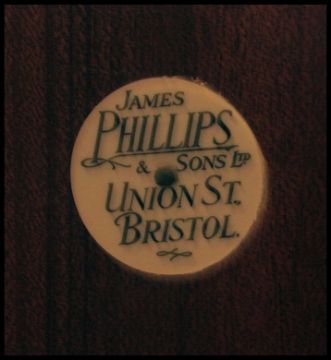 JAMES
PHILLIPS
& SONS LTD
UNION ST.,
BRISTOL.